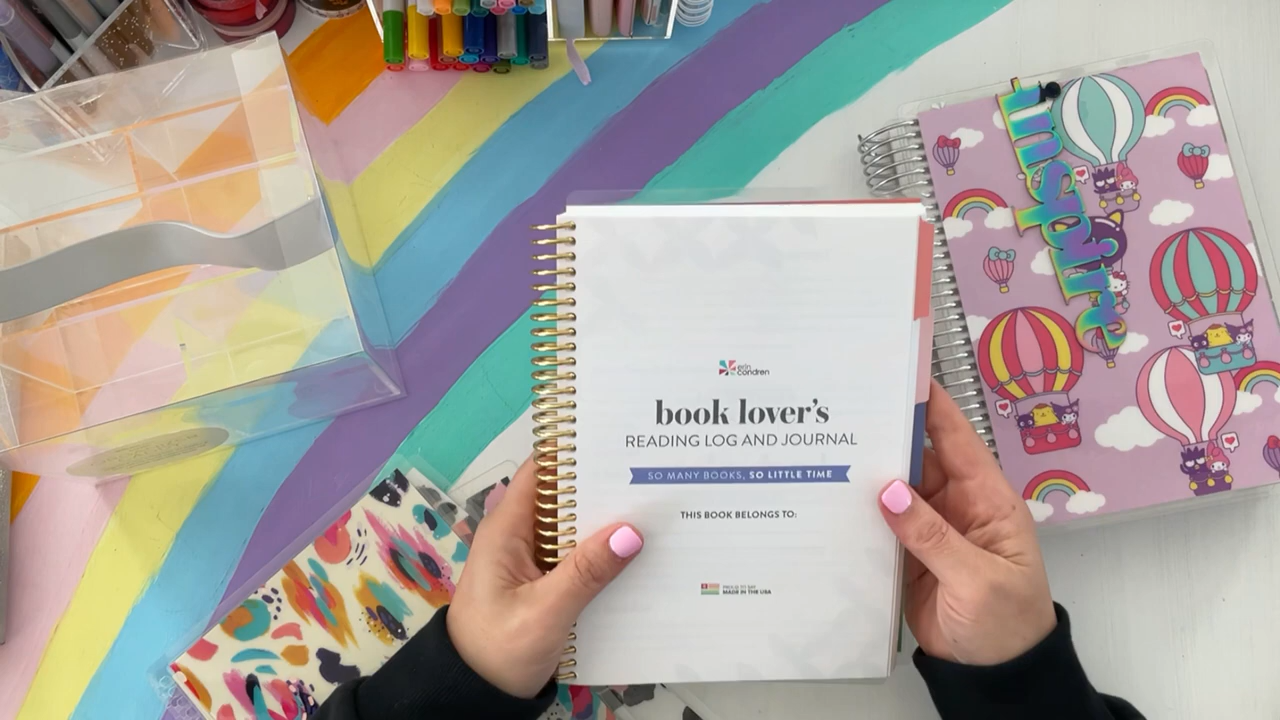 erin
condren
book lover's
READING LOG AND JOURNAL
SO MANY BOOKS, SO LITTLE TIME
THIS BOOK BELONGS TO:
PROUD TO SAY
MADE IN THE USA
inspire